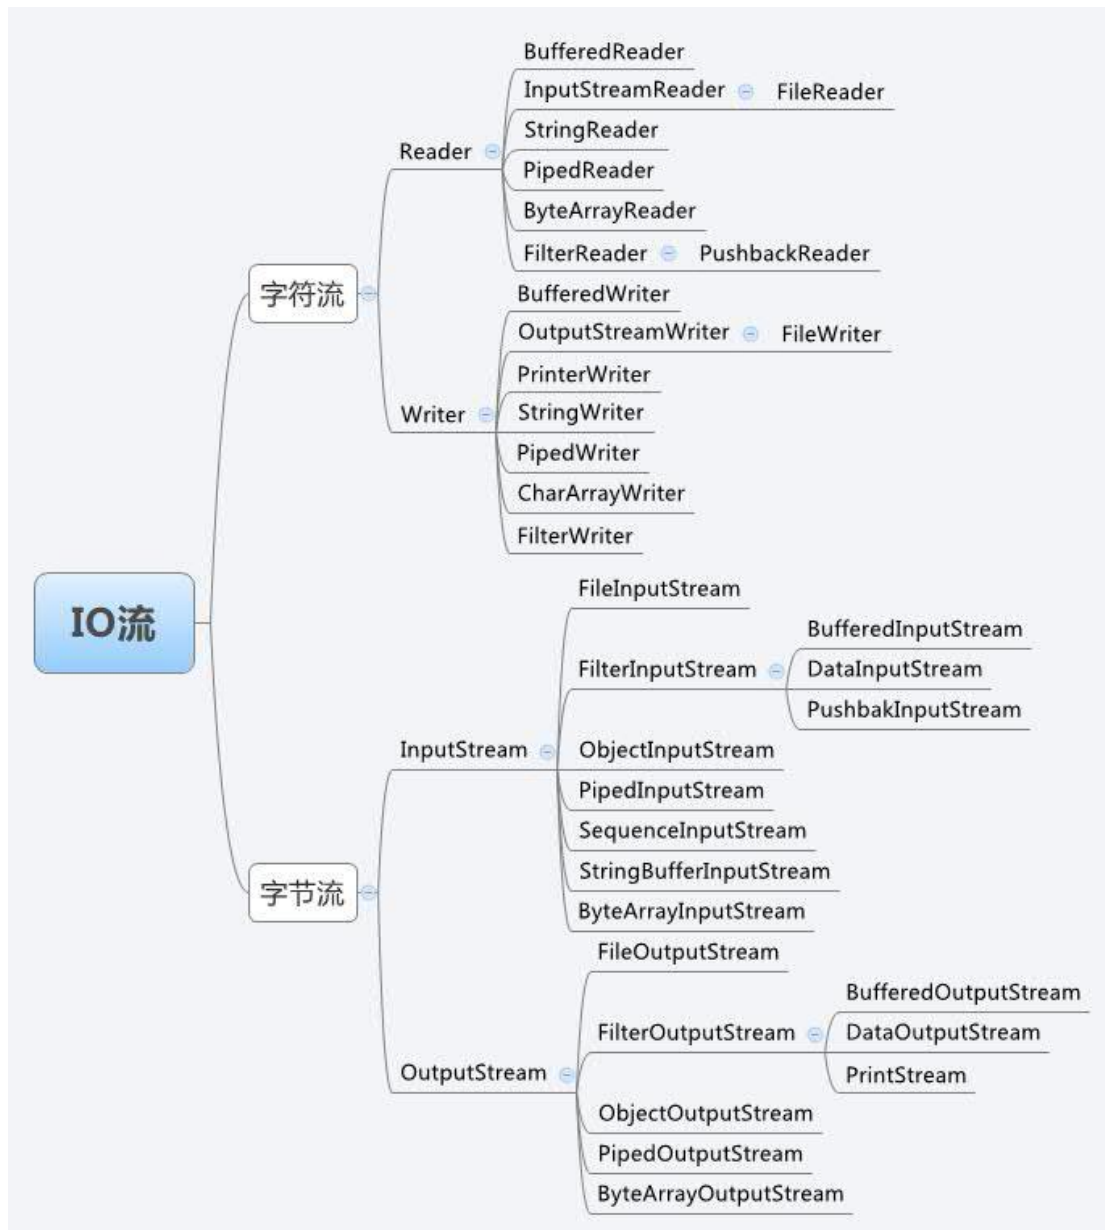 IO流
字符流
Reader
BufferedReader
InputStreamReader
FileReader
StringReader
PipedReader
ByteArrayReader
FilterReader
PushbackReader
Writer
BufferedWriter
OutputStreamWriter
FileWriter
PrinterWriter
StringWriter
PipedWriter
CharArrayWriter
FilterWriter
字节流
InputStream
FileInputStream
FilterInputStream
BufferedInputStream
DataInputStream
PushbakInputStream
ObjectInputStream
PipedInputStream
SequenceInputStream
StringBufferInputStream
ByteArrayInputStream
OutputStream
FileOutputStream
FilterOutputStream
BufferedOutputStream
DataOutputStream
PrintStream
ObjectOutputStream
PipedOutputStream
ByteArrayOutputStream